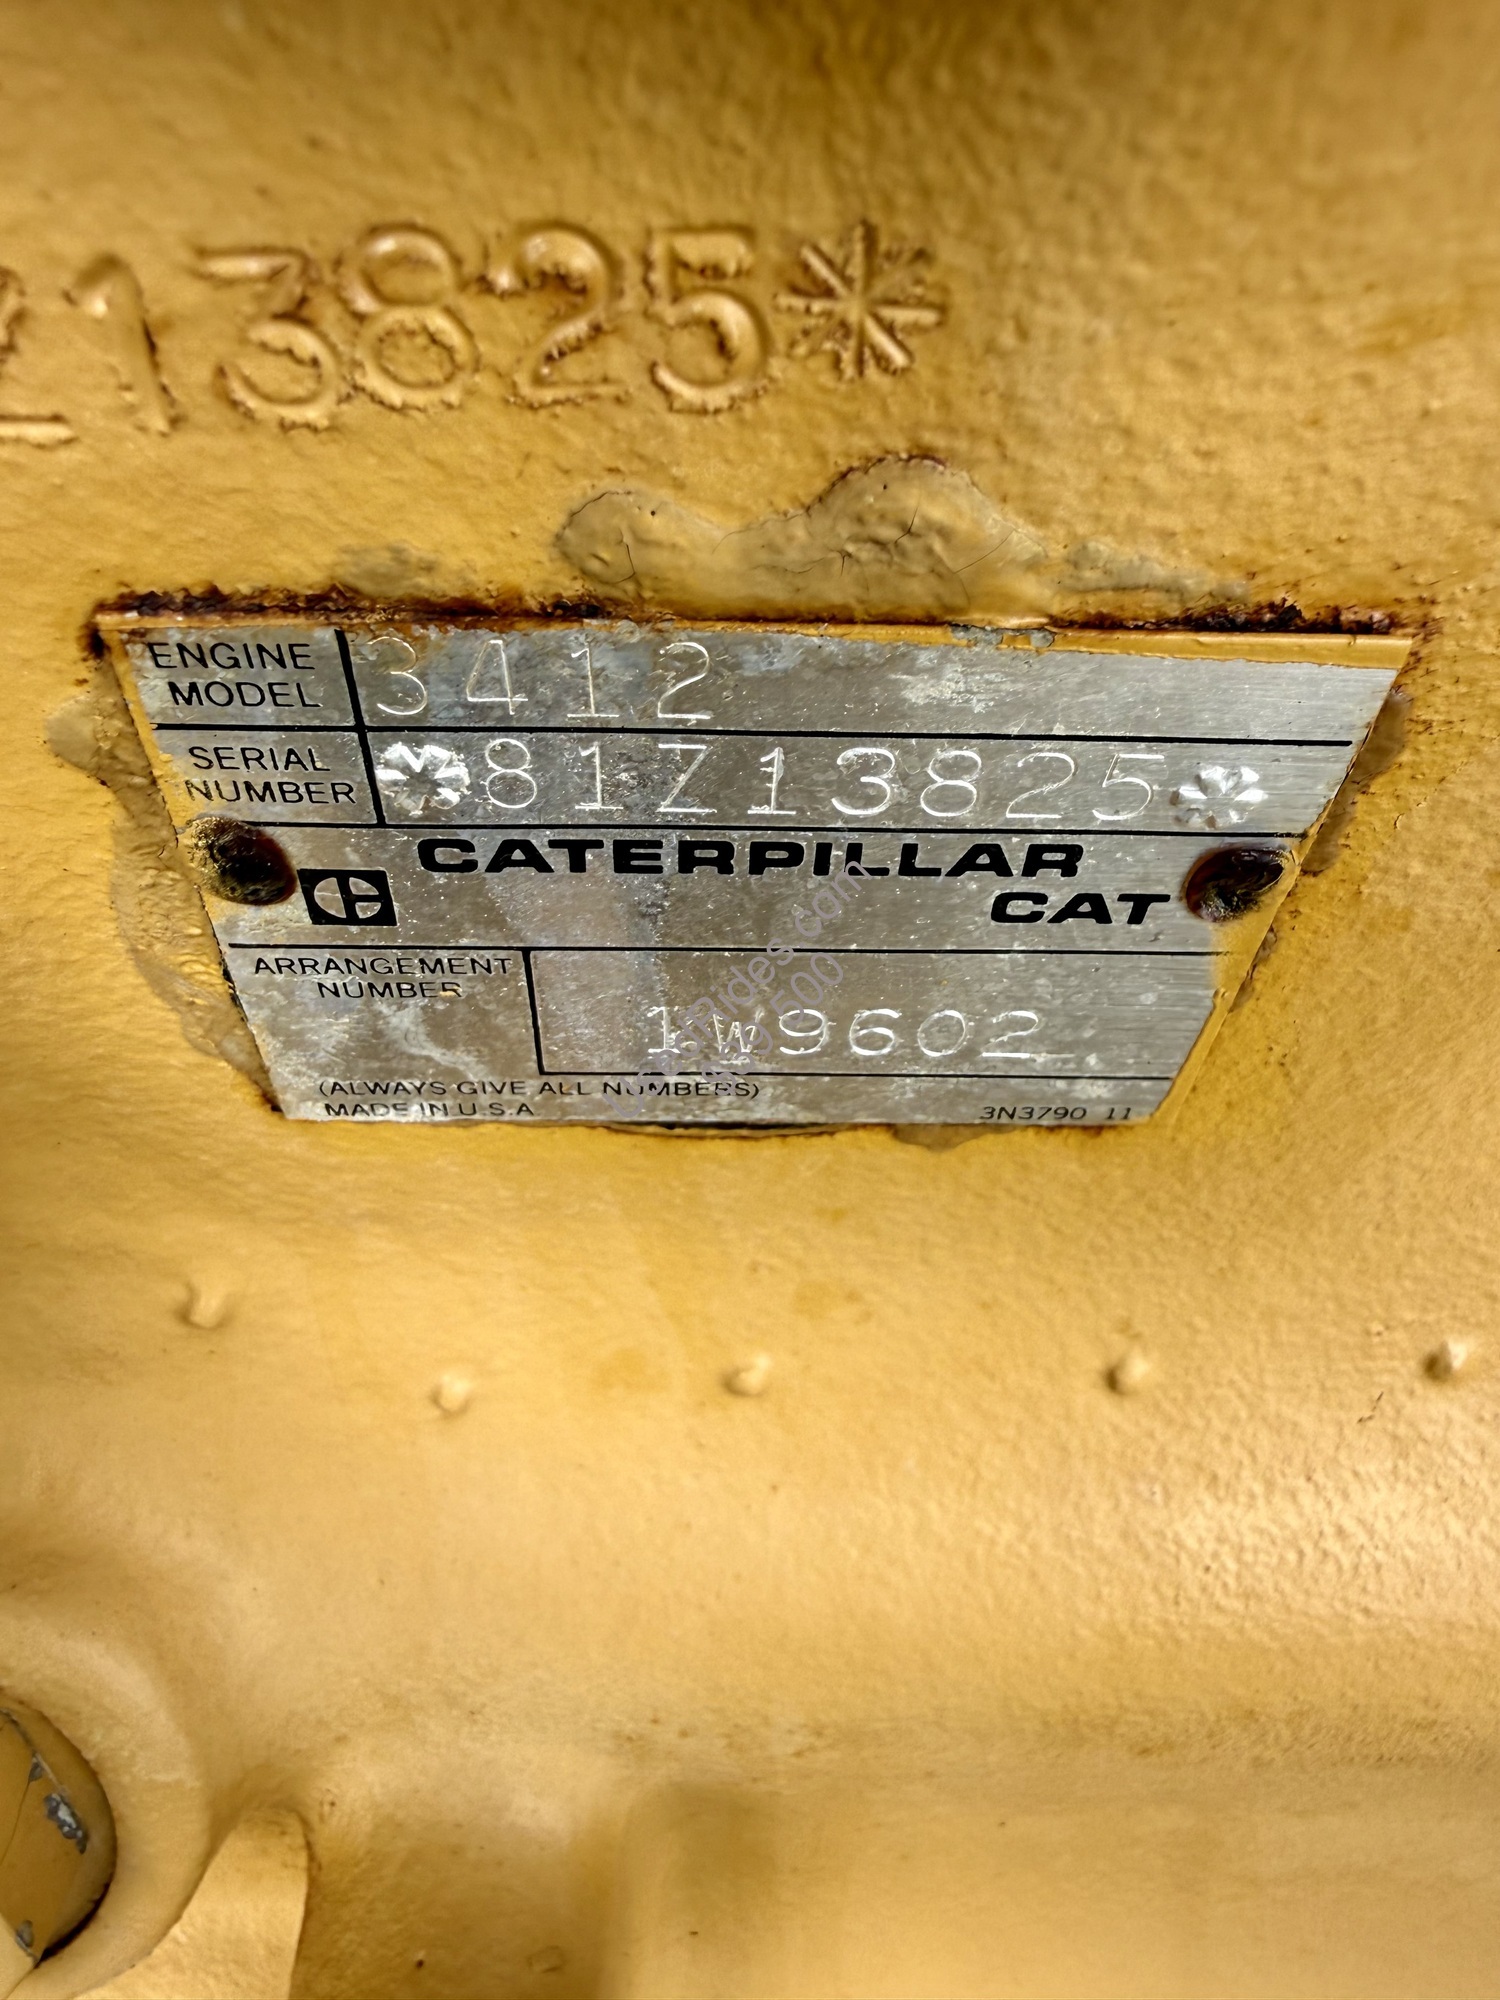 Z13825*
ENGINE MODEL 3412
SERIAL NUMBER *81Z13825*
CATERPILLAR
CAT
ARRANGEMENT NUMBER 1W9602
(ALWAYS GIVE ALL NUMBERS)
MADE IN U.S.A 3N3790 11